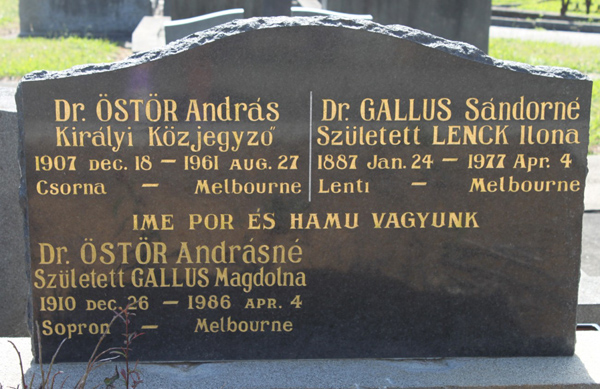 Dr. ÖSTÖR András
Királyi Közjegyző
1907 DEC. 18 — 1961 AUG. 27
Csorna — Melbourne
Dr. GALLUS Sándorné
Született LENCK Ilona
1887 JAN. 24 — 1977 APR. 4
Lenti — Melbourne
IME POR ÉS HAMU VAGYUNK
Dr. ÖSTÖR Andrásné
Született GALLUS Magdolna
1910 DEC. 26 — 1986 APR. 4
Sopron — Melbourne